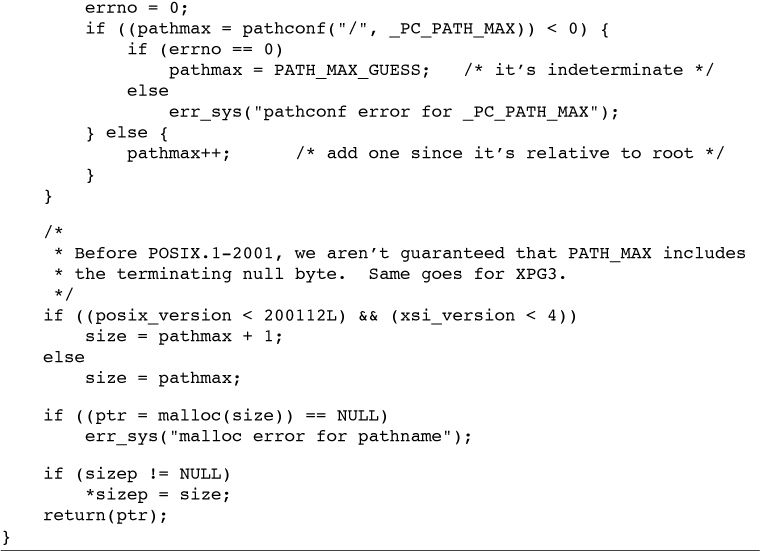 errno = 0;
if ((pathmax = pathconf("/", _PC_PATH_MAX)) < 0) {
if (errno == 0)
pathmax = PATH_MAX_GUESS; /* it’s indeterminate */
else
err_sys("pathconf error for _PC_PATH_MAX");
} else {
pathmax++; /* add one since it’s relative to root */
}
}
/*
* Before POSIX.1-2001, we aren’t guaranteed that PATH_MAX includes
* the terminating null byte. Same goes for XPG3.
*/
if ((posix_version < 200112L) && (xsi_version < 4))
size = pathmax + 1;
else
size = pathmax;
if ((ptr = malloc(size)) == NULL)
err_sys("malloc error for pathname");
if (sizep != NULL)
*sizep = size;
return(ptr);
}